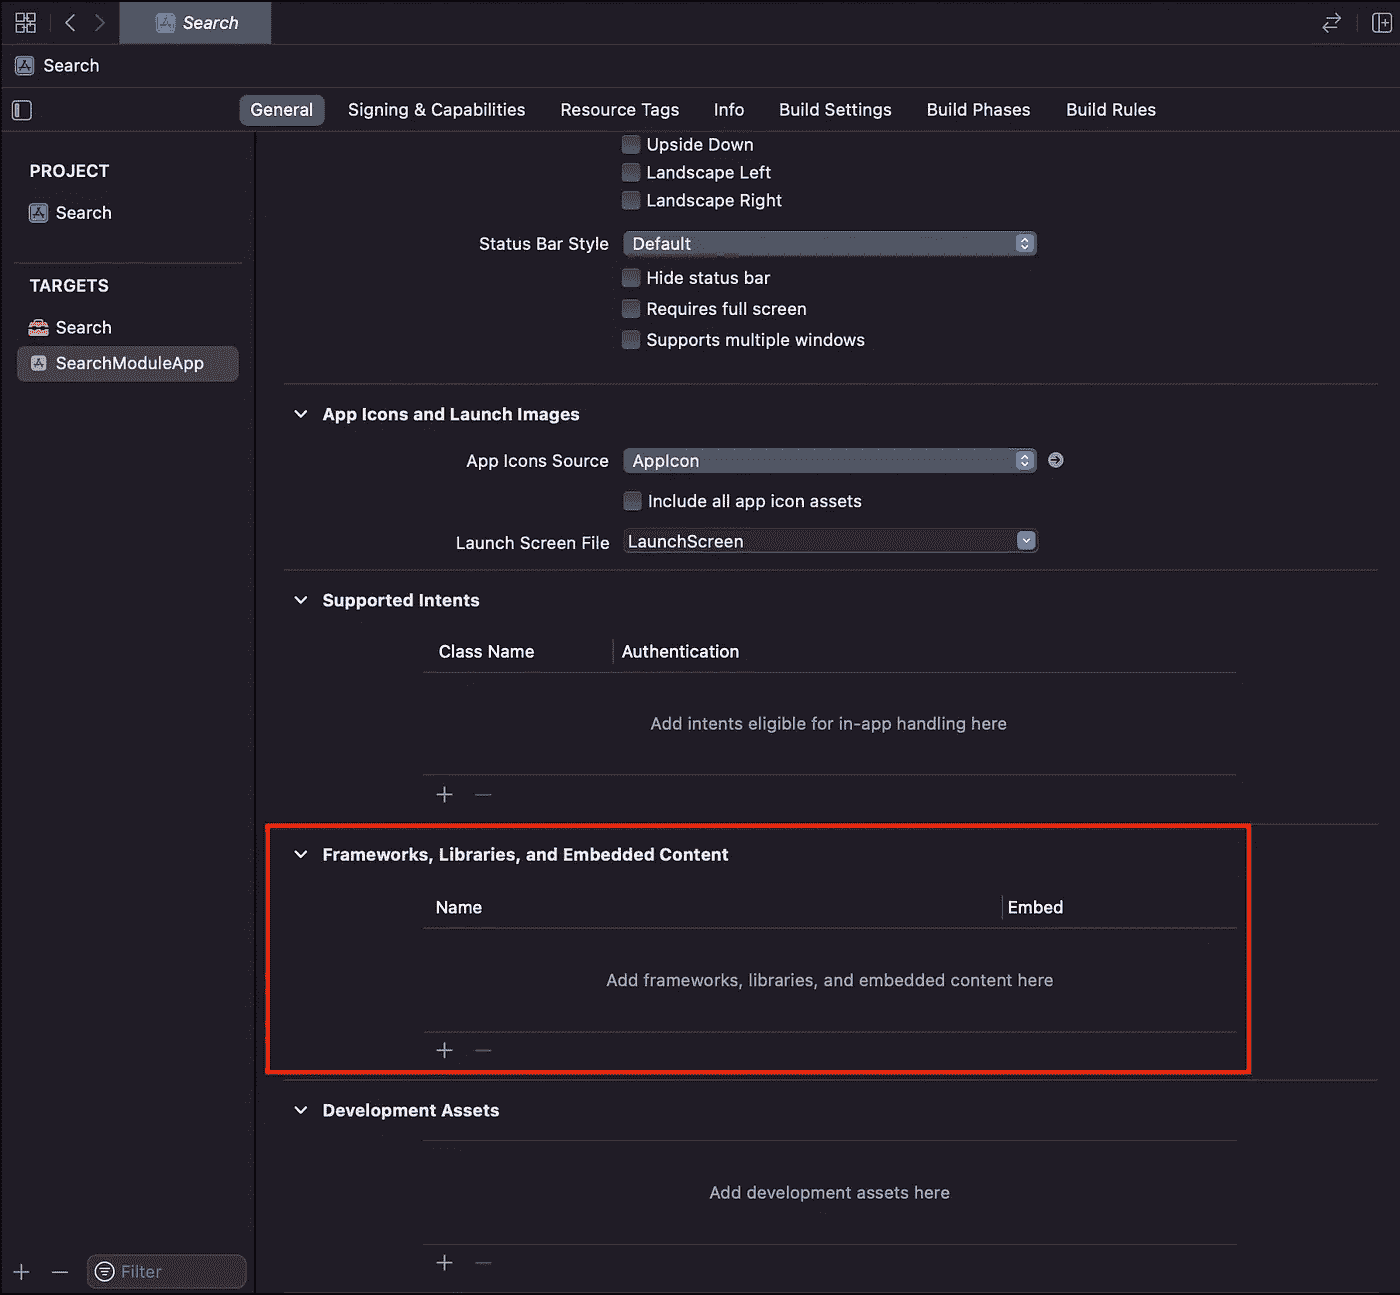 Search
Search
General Signing & Capabilities Resource Tags Info Build Settings Build Phases Build Rules
PROJECT
Search
TARGETS
Search
SearchModuleApp
Filter
Upside Down
Landscape Left
Landscape Right
Status Bar Style Default
Hide status bar
Requires full screen
Supports multiple windows
App Icons and Launch Images
App Icons Source AppIcon
Include all app icon assets
Launch Screen File LaunchScreen
Supported Intents
Class Name Authentication
Add intents eligible for in-app handling here
Frameworks, Libraries, and Embedded Content
Name Embed
Add frameworks, libraries, and embedded content here
Development Assets
Add development assets here